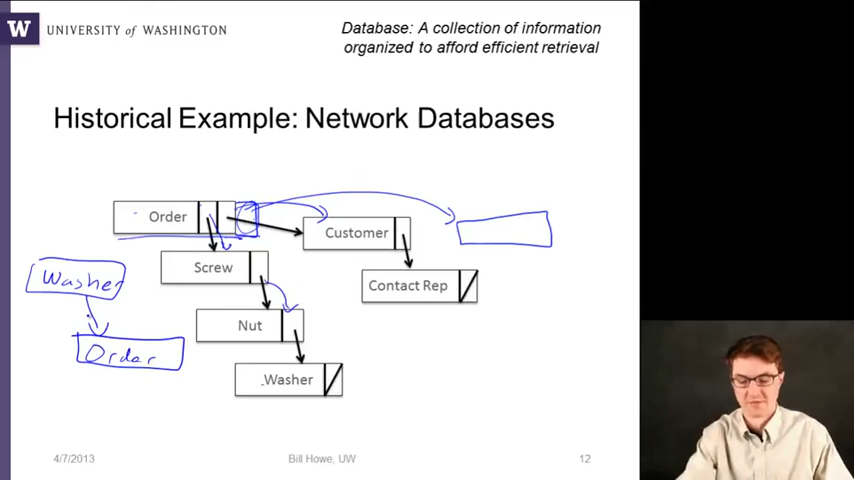 W UNIVERSITY of WASHINGTON
Database: A collection of information
organized to afford efficient retrieval
Historical Example: Network Databases
Order
Customer
Screw
Washer
Contact Rep
Nut
Order
Washer
4/7/2013
Bill Howe, UW
12